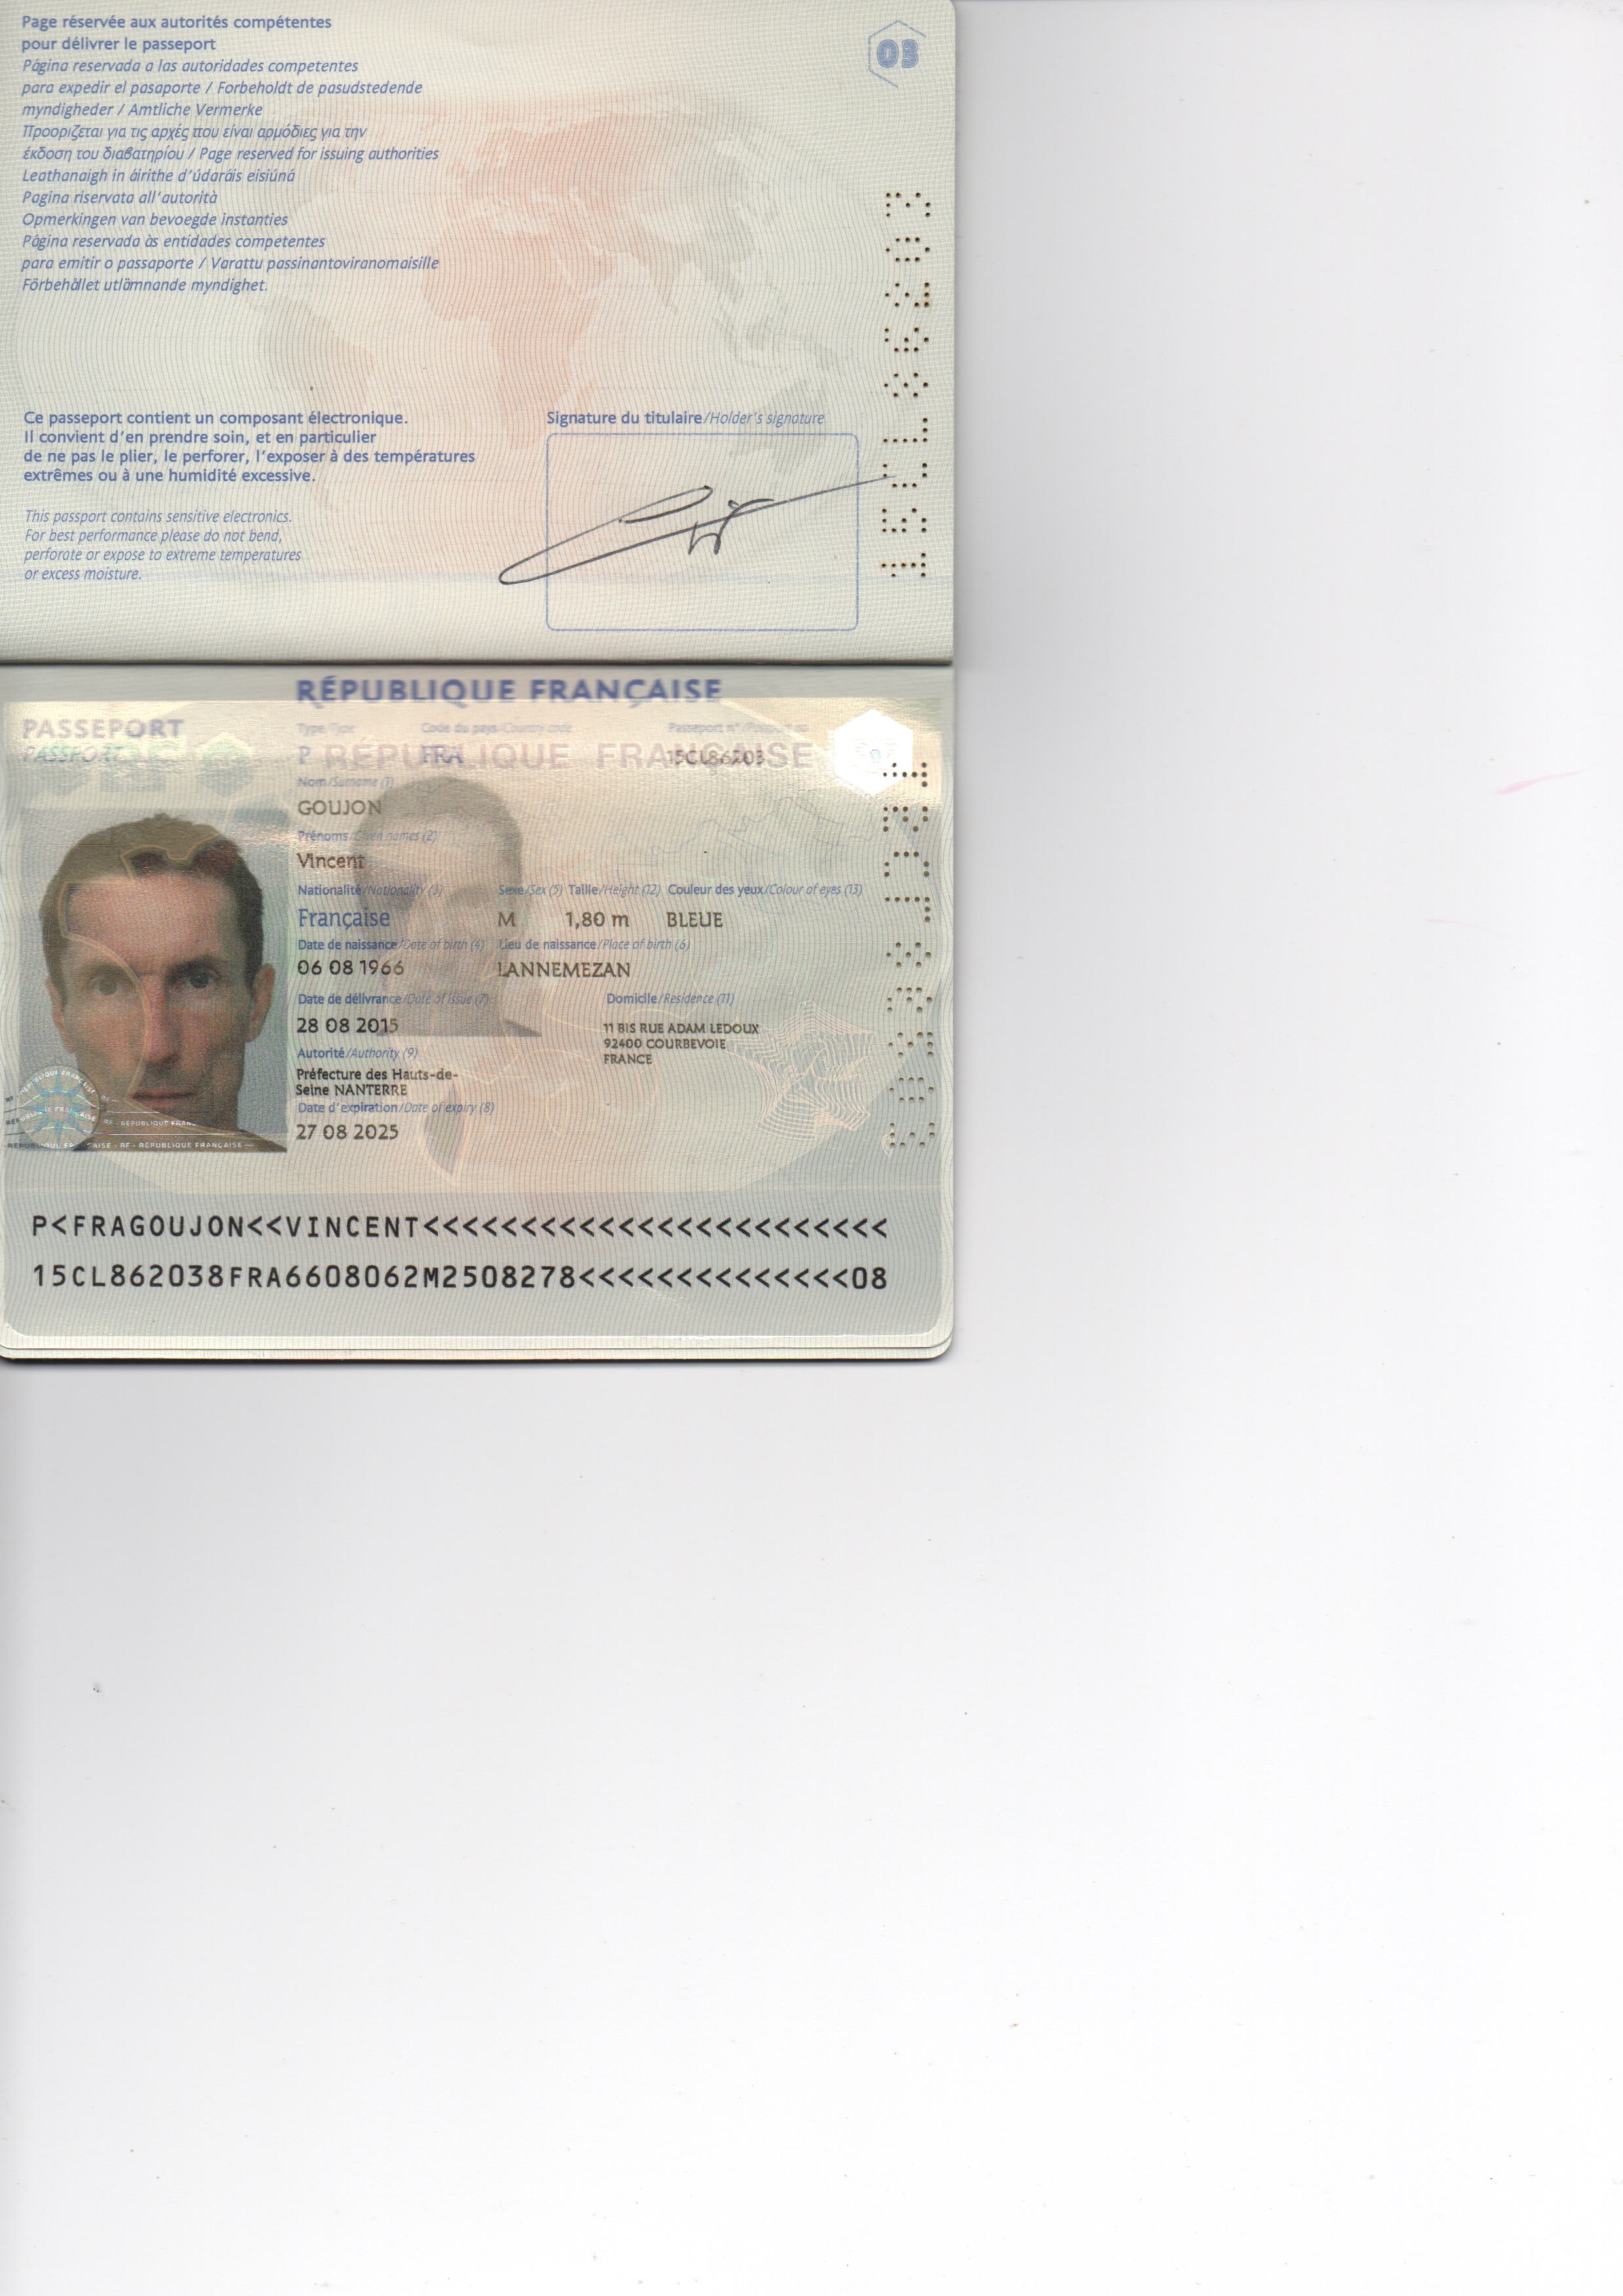 Page réservée aux autorités compétentes
pour délivrer le passeport
Página reservada a las autoridades competentes
para expedir el pasaporte / Forbeholdt de pasudstedende
myndigheder / Amtliche Vermerke
Προορίζεται για τις αρχές που είναι αρμόδιες για την
έκδοση του διαβατηρίου / Page reserved for issuing authorities
Leathanaigh in áirithe d'údaráis eisiúná
Pagina riservata all'autorità
Opmerkingen van bevoegde instanties
Página reservada às entidades competentes
para emitir o passaporte / Varattu passinantoviranomaisille
Förbehållet utlämnande myndighet.
03
Ce passeport contient un composant électronique.
Il convient d'en prendre soin, et en particulier
de ne pas le plier, le perforer, l'exposer à des températures
extrêmes ou à une humidité excessive.
This passport contains sensitive electronics.
For best performance please do not bend,
perforate or expose to extreme temperatures
or excess moisture.
Signature du titulaire/Holder's signature
15CL86203
RÉPUBLIQUE FRANÇAISE
PASSEPORT
PASSPORT
Type/Type Code du pays/Country code Passeport n°/Passport no
P FRA 15CL86203
RÉPUBLIQUE FRANÇAISE
Nom/Surname (1)
GOUJON
Prénoms/Given names (2)
Vincent
Nationalité/Nationality (3) Sexe/Sex (5) Taille/Height (12) Couleur des yeux/Colour of eyes (13)
Française M 1,80 m BLEUE
Date de naissance/Date of birth (4) Lieu de naissance/Place of birth (6)
06 08 1966 LANNEMEZAN
Date de délivrance/Date of issue (7) Domicile/Residence (11)
28 08 2015 11 BIS RUE ADAM LEDOUX
92400 COURBEVOIE
FRANCE
Autorité/Authority (9)
Préfecture des Hauts-de-
Seine NANTERRE
Date d'expiration/Date of expiry (8)
27 08 2025
RÉPUBLIQUE FRANÇAISE
RF - RÉPUBLIQUE FRAN
RÉPUBLIQUE FRANÇAISE - RF - RÉPUBLIQUE FRANÇAISE
P<FRAGOUJON<<VINCENT<<<<<<<<<<<<<<<<<<<<<<<<
15CL862038FRA6608062M2508278<<<<<<<<<<<<<<08